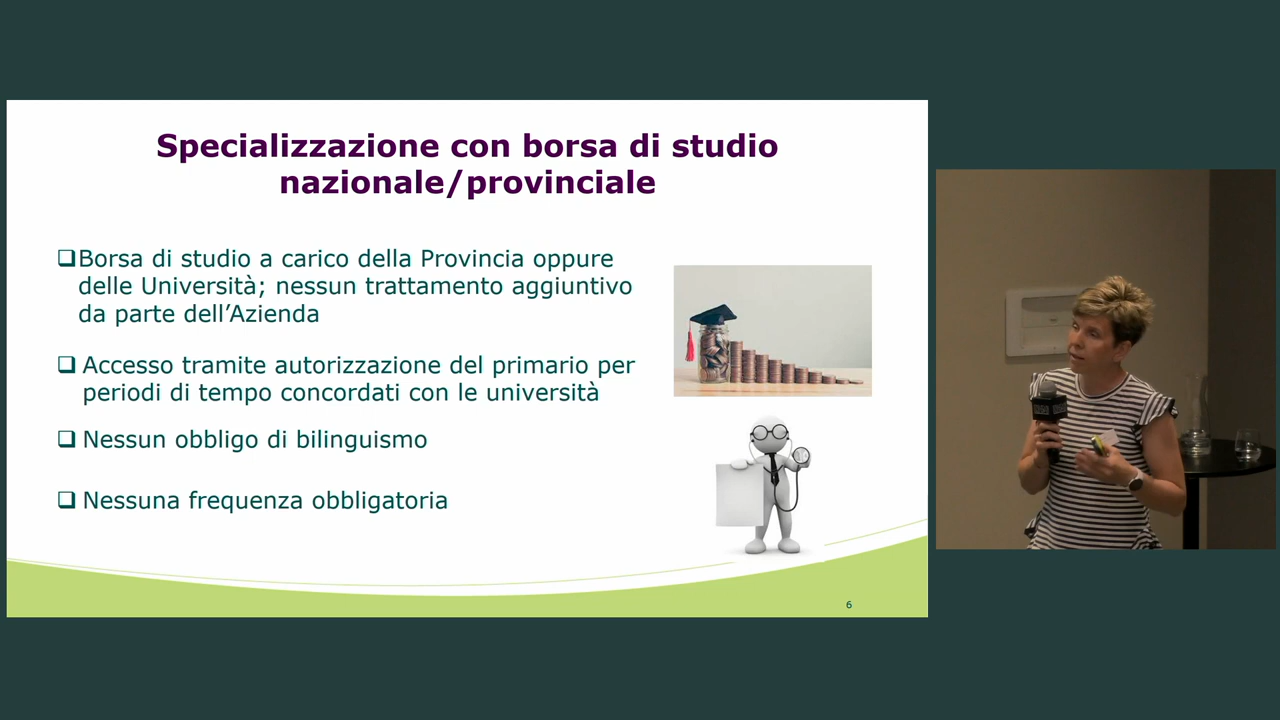 Specializzazione con borsa di studio
nazionale/provinciale
Borsa di studio a carico della Provincia oppure
delle Università; nessun trattamento aggiuntivo
da parte dell’Azienda
Accesso tramite autorizzazione del primario per
periodi di tempo concordati con le università
Nessun obbligo di bilinguismo
Nessuna frequenza obbligatoria
6